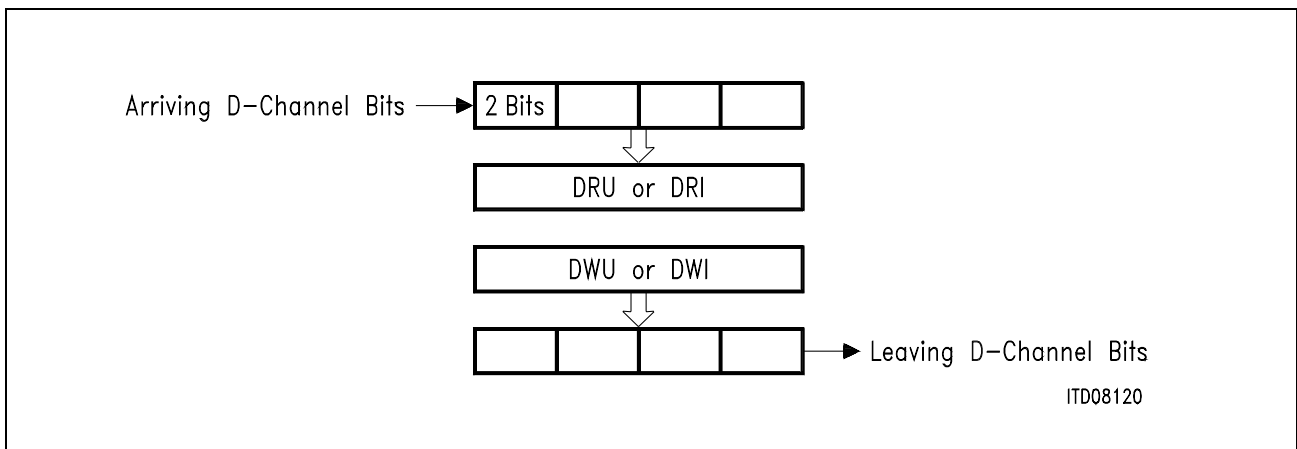 Arriving D-Channel Bits
2 Bits
DRU or DRI
DWU or DWI
Leaving D-Channel Bits
ITD08120